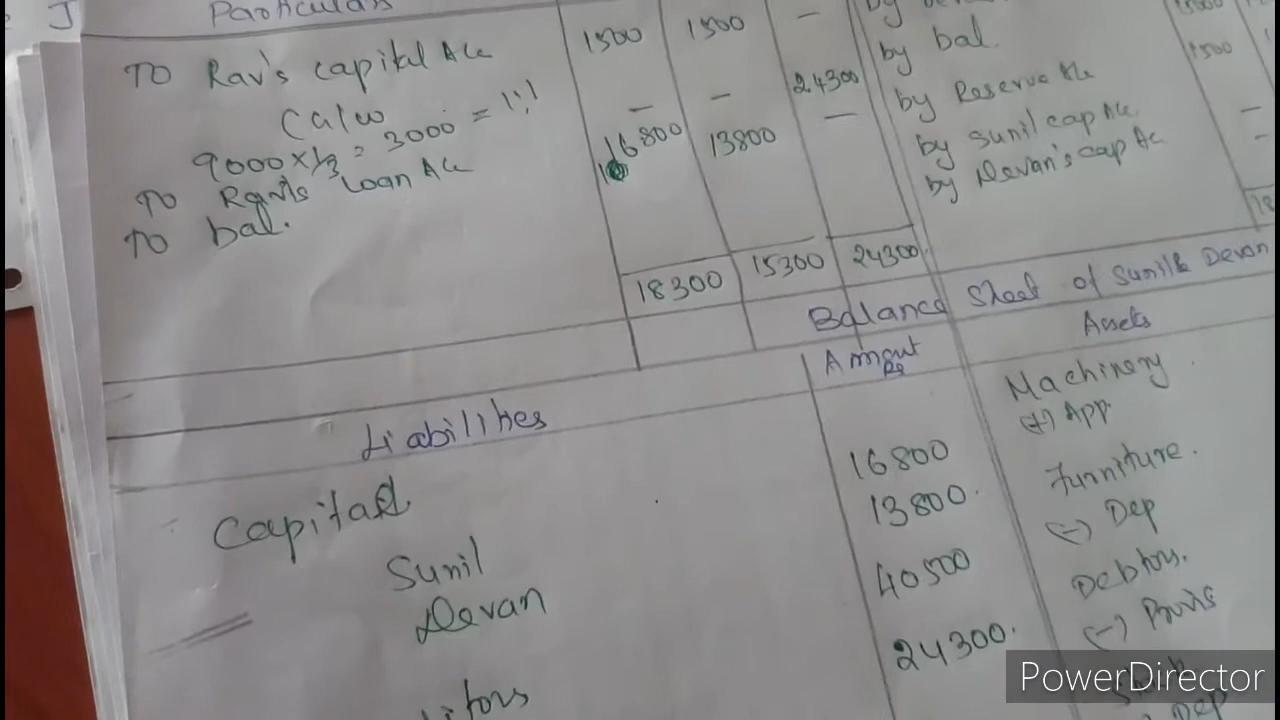 Particulars
To Rav's capital A/c 1500 1500 —
Calw
9000 x 1/3 = 3000 = 1:1
To Ravi's Loan A/c — — 24300
To bal. 16800 13800 —
18300 15300 24300
by bal.
by Reserve A/c 1500
by Sunil cap A/c —
by Devan's cap A/c —
Balance Sheet of Sunil & Devan
Liabilities Amount Rs Assets
Capital
Sunil 16800
Devan 13800
40500
24300
Machinery
(+) App
Furniture
(-) Dep
Debtors
(-) Provis
Dep
PowerDirector